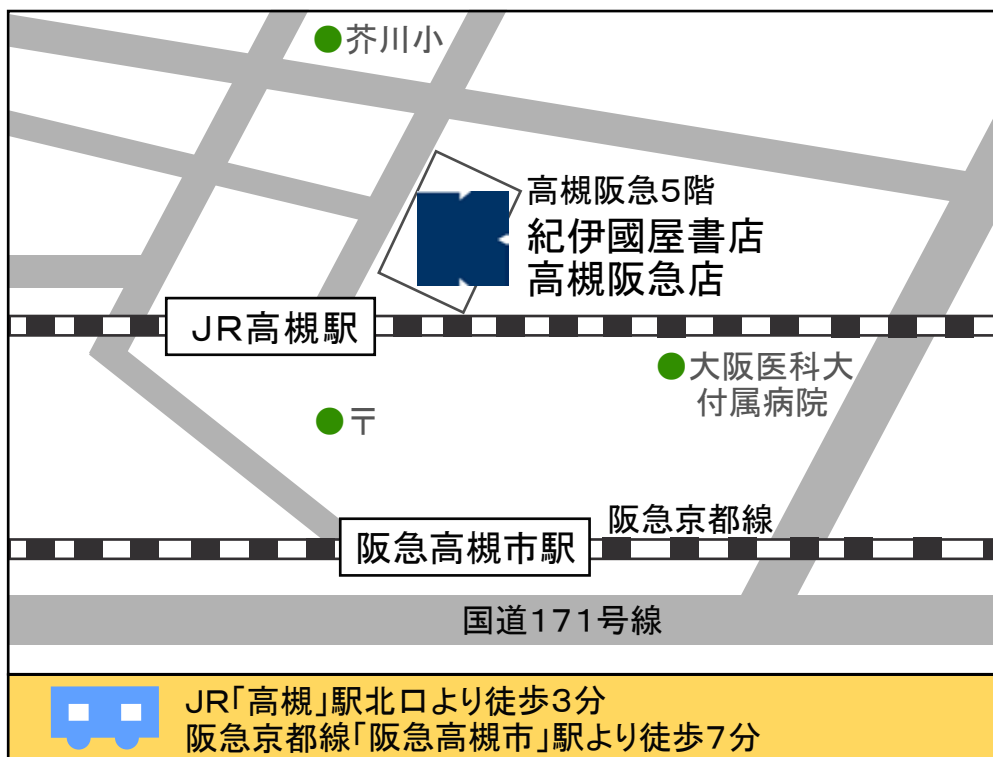 芥川小
高槻阪急5階
紀伊國屋書店
高槻阪急店
JR高槻駅
大阪医科大
付属病院
〒
阪急京都線
阪急高槻市駅
国道171号線
JR「高槻」駅北口より徒歩3分
阪急京都線「阪急高槻市」駅より徒歩7分